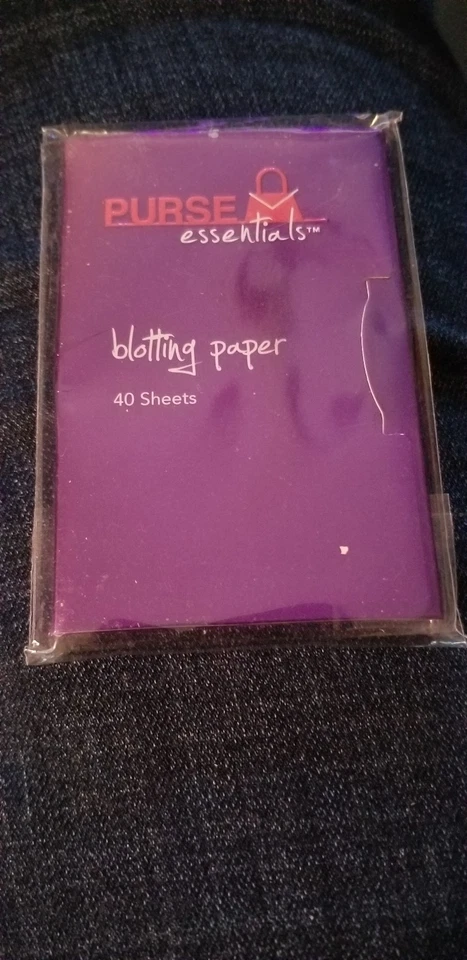 PURSE
essentials™
blotting paper
40 Sheets